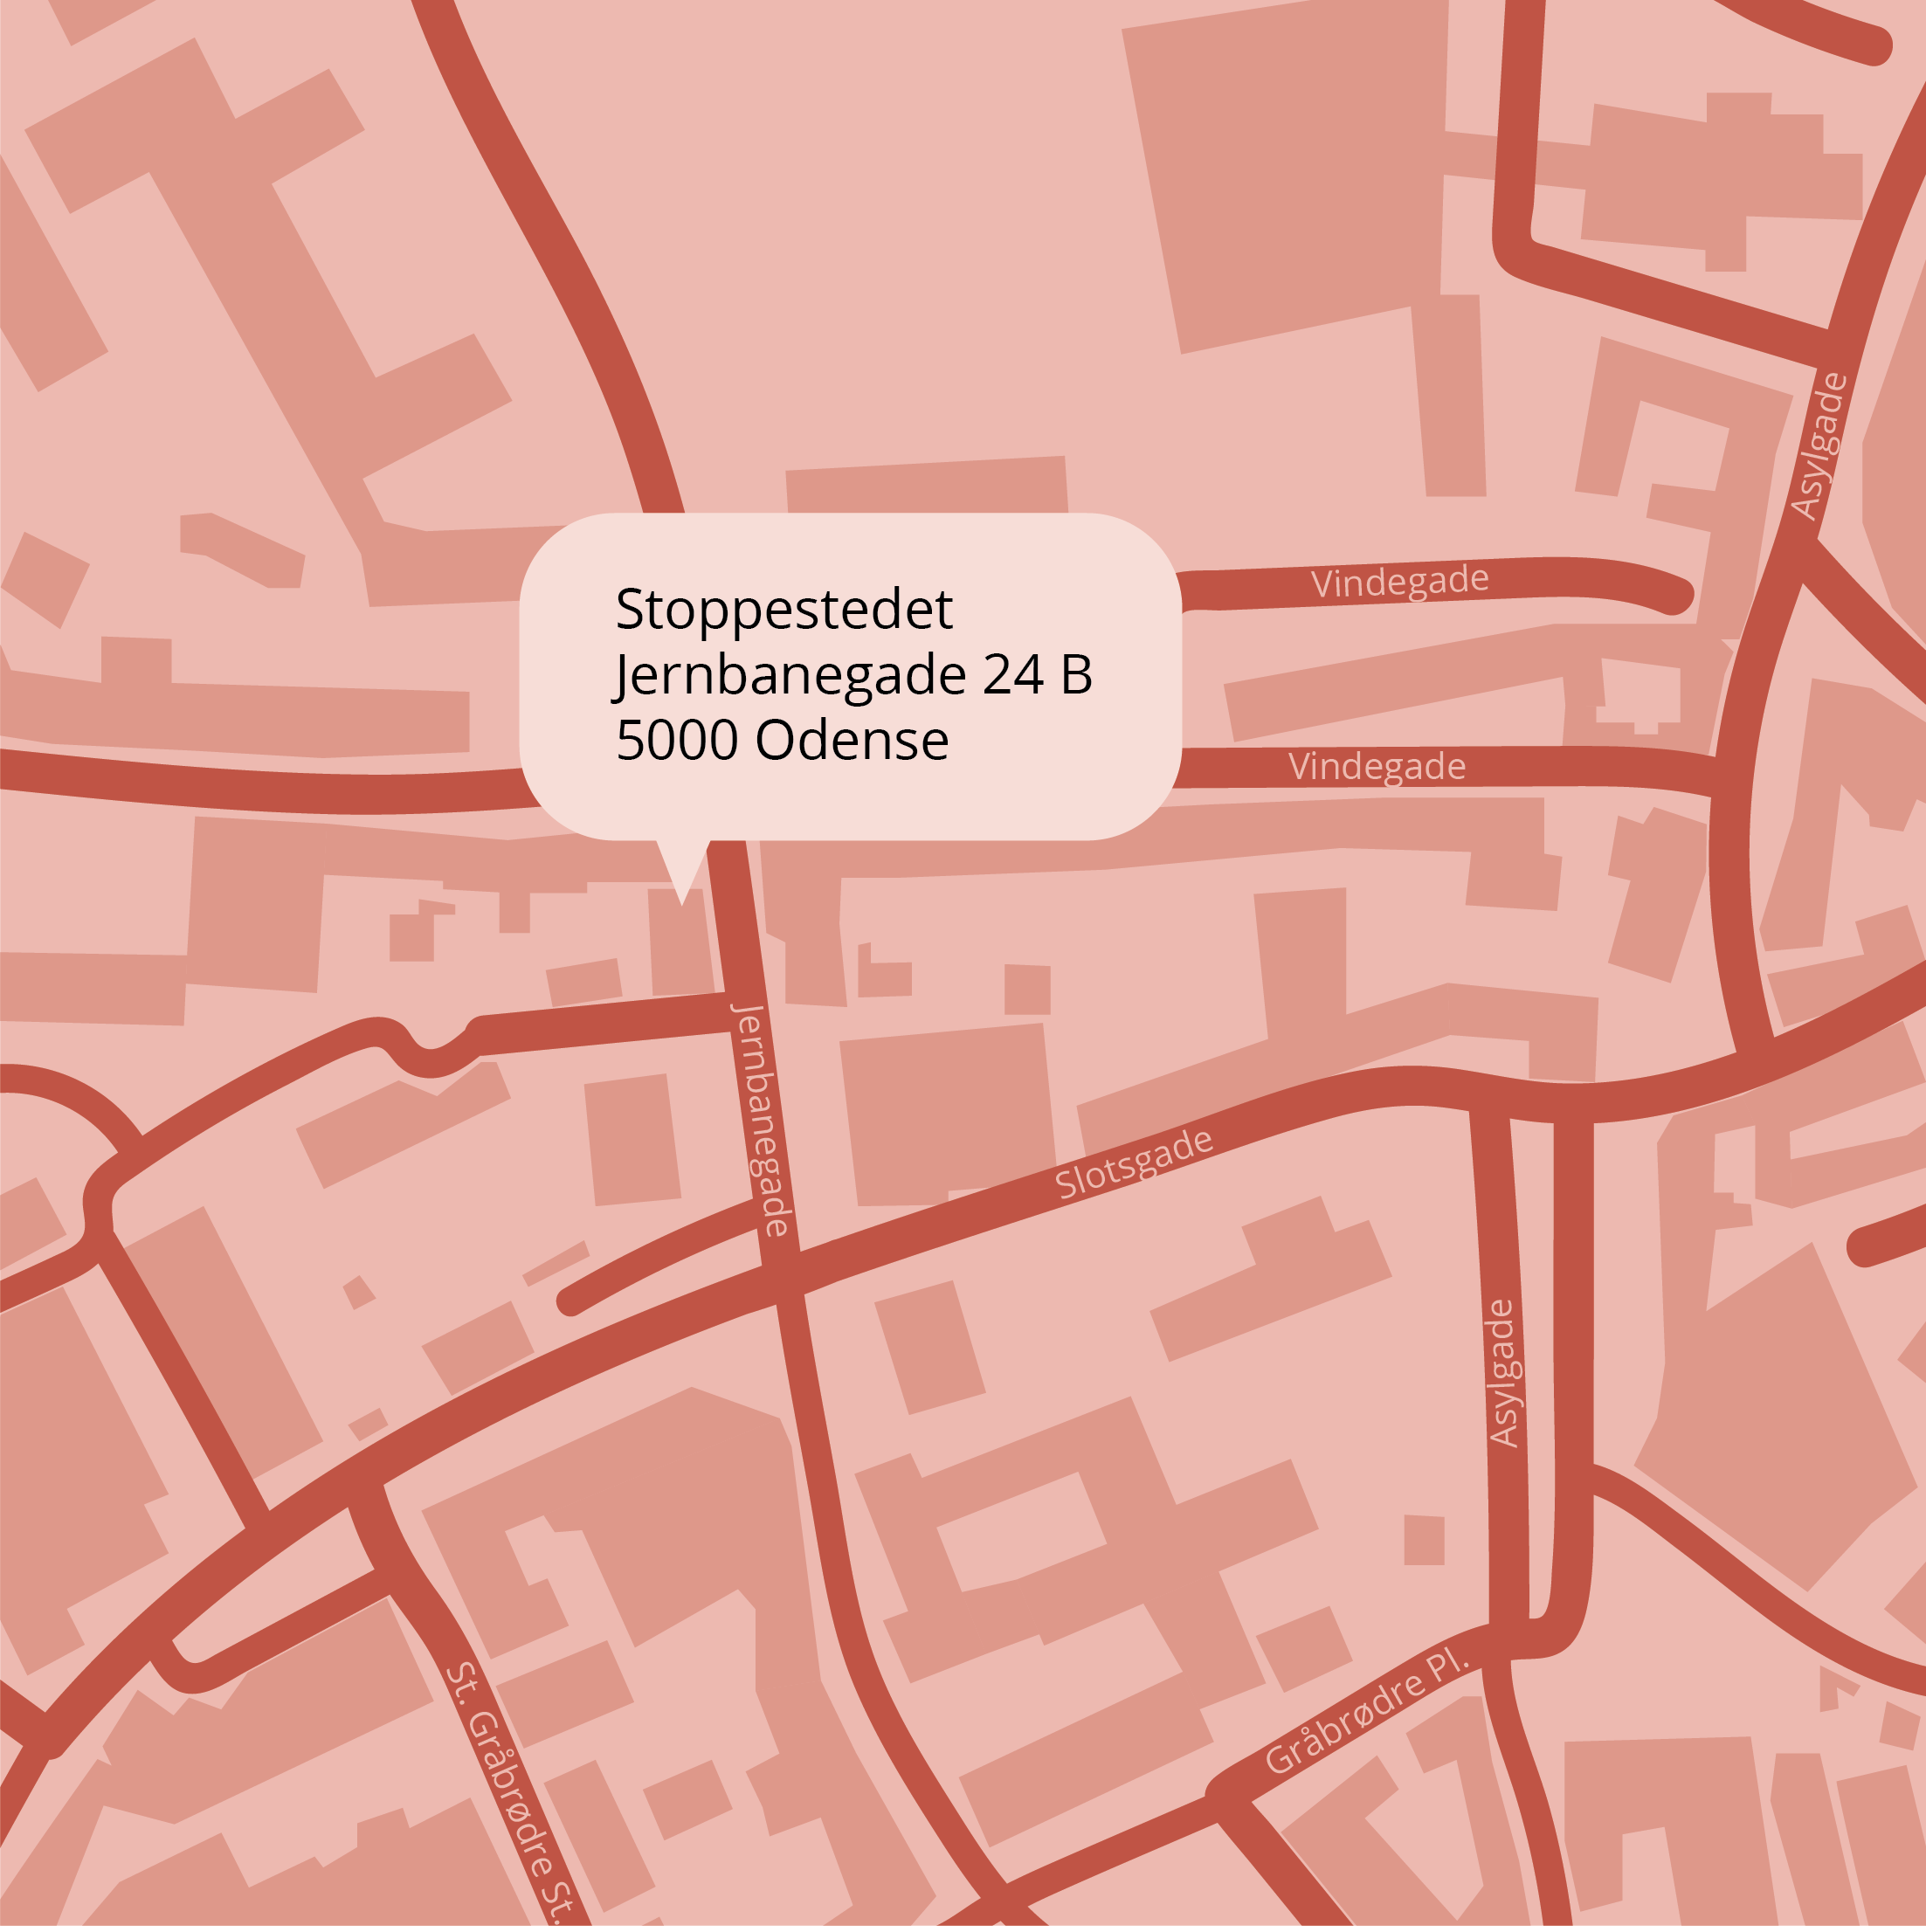 Asylgade
Vindegade
Stoppestedet
Jernbanegade 24 B
5000 Odense
Vindegade
Jernbanegade
Slotsgade
Asylgade
Gråbrødre Pl.
St. Gråbrødre St.